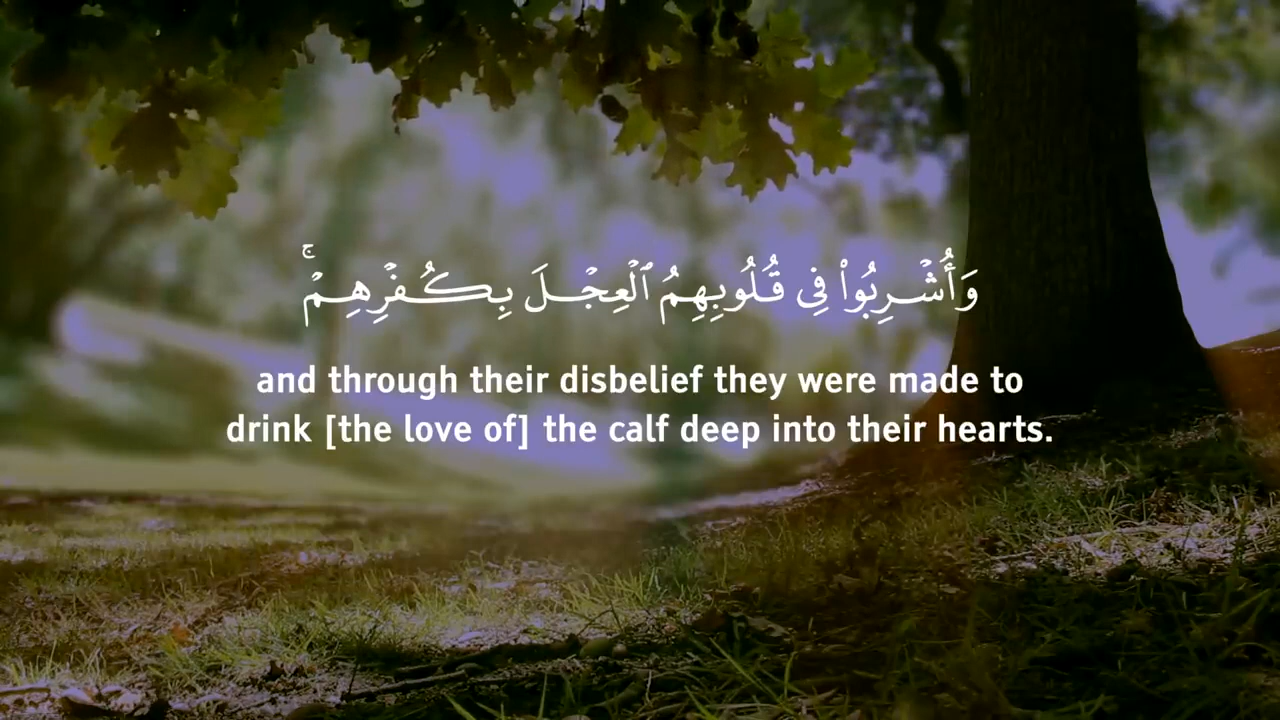 وَأُشْرِبُوا۟ فِى قُلُوبِهِمُ ٱلْعِجْلَ بِكُفْرِهِمْ ۚ
and through their disbelief they were made to
drink [the love of] the calf deep into their hearts.